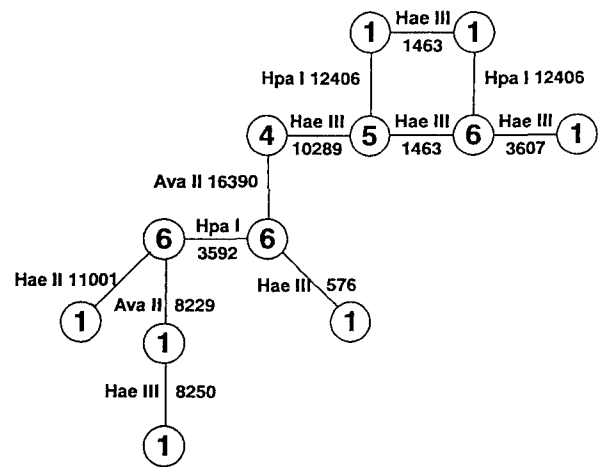 Hae III
1 1
1463
Hpa I 12406 Hpa I 12406
Hae III Hae III Hae III
4 5 6 1
10289 1463 3607
Ava II 16390
Hpa I
6 6
3592
Hae II 11001 Hae III 576
Ava II 8229
1 1
1
Hae III 8250
1